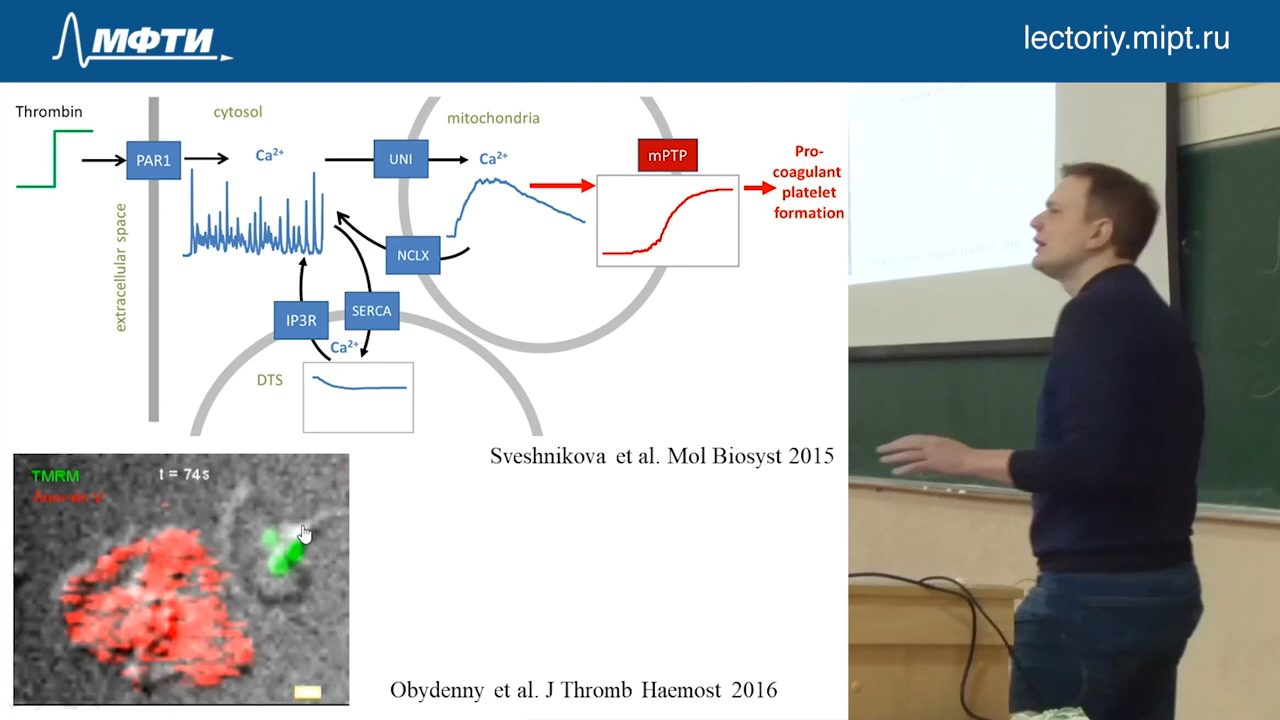 МФТИ
lectoriy.mipt.ru
Thrombin
cytosol
mitochondria
PAR1
Ca²⁺
UNI
Ca²⁺
mPTP
Pro-
coagulant
platelet
formation
extracellular space
NCLX
IP3R
SERCA
Ca²⁺
DTS
Sveshnikova et al. Mol Biosyst 2015
TMRM
t = 74s
Annexin V
Obydenny et al. J Thromb Haemost 2016